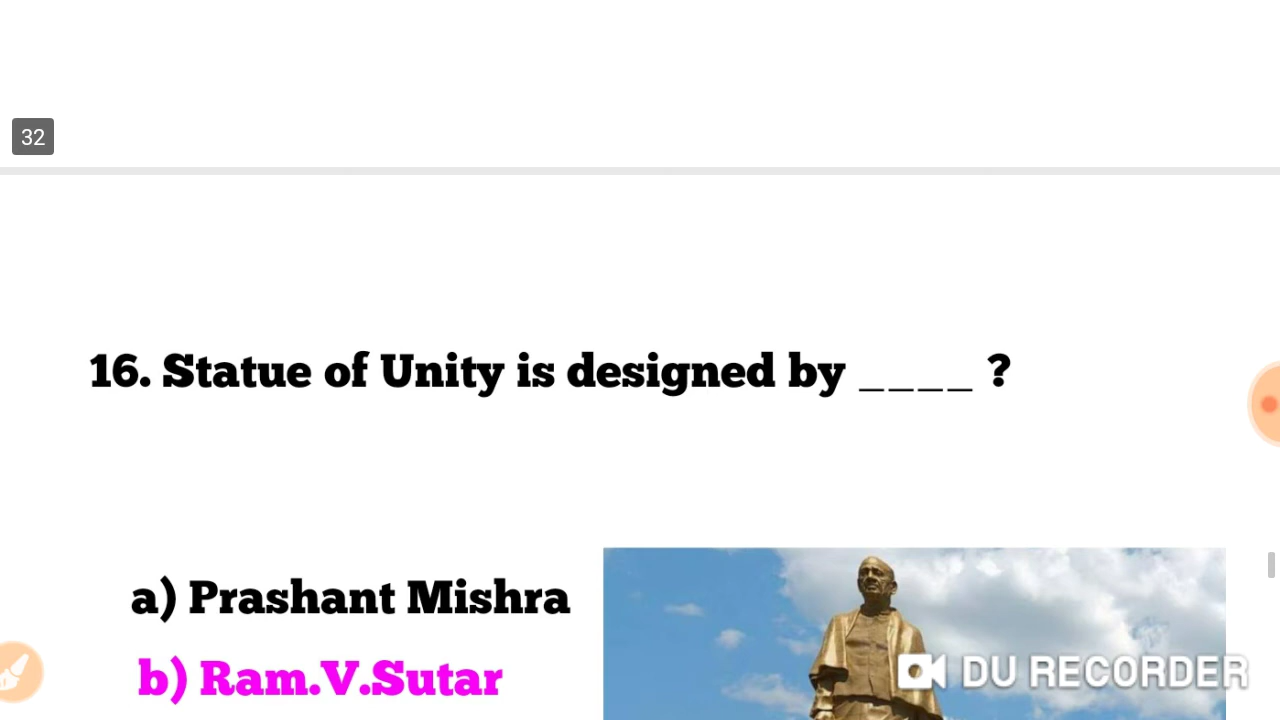 32
16. Statue of Unity is designed by ____ ?
a) Prashant Mishra
b) Ram.V.Sutar
DU RECORDER